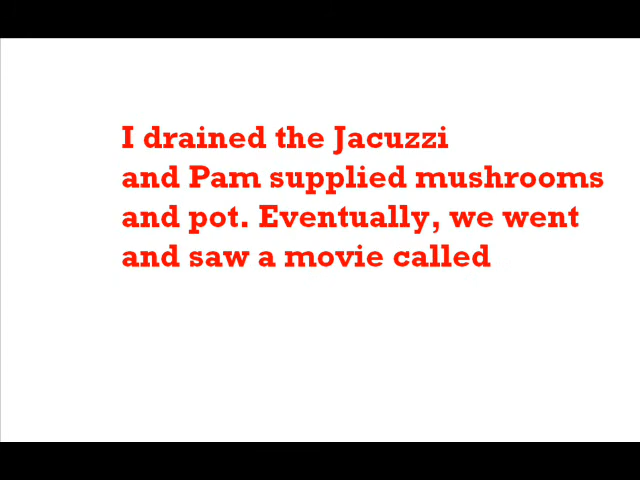 I drained the Jacuzzi
and Pam supplied mushrooms
and pot. Eventually, we went
and saw a movie called